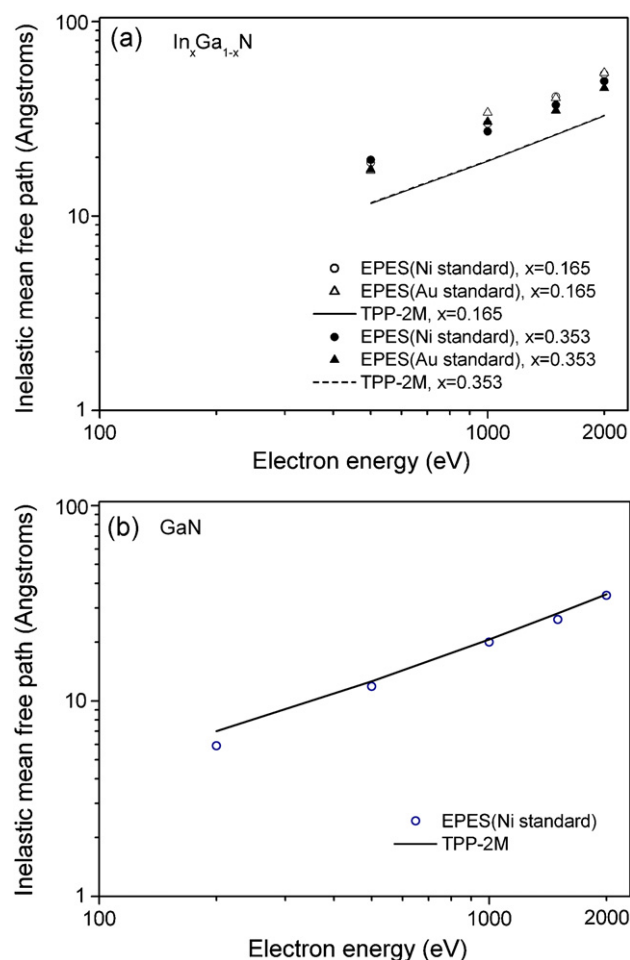 100
(a) InₓGa₁₋ₓN
10
1
Inelastic mean free path (Angstroms)
EPES(Ni standard), x=0.165
EPES(Au standard), x=0.165
TPP-2M, x=0.165
EPES(Ni standard), x=0.353
EPES(Au standard), x=0.353
TPP-2M, x=0.353
100 1000 2000
Electron energy (eV)
100
(b) GaN
10
1
Inelastic mean free path (Angstroms)
EPES(Ni standard)
TPP-2M
100 1000 2000
Electron energy (eV)